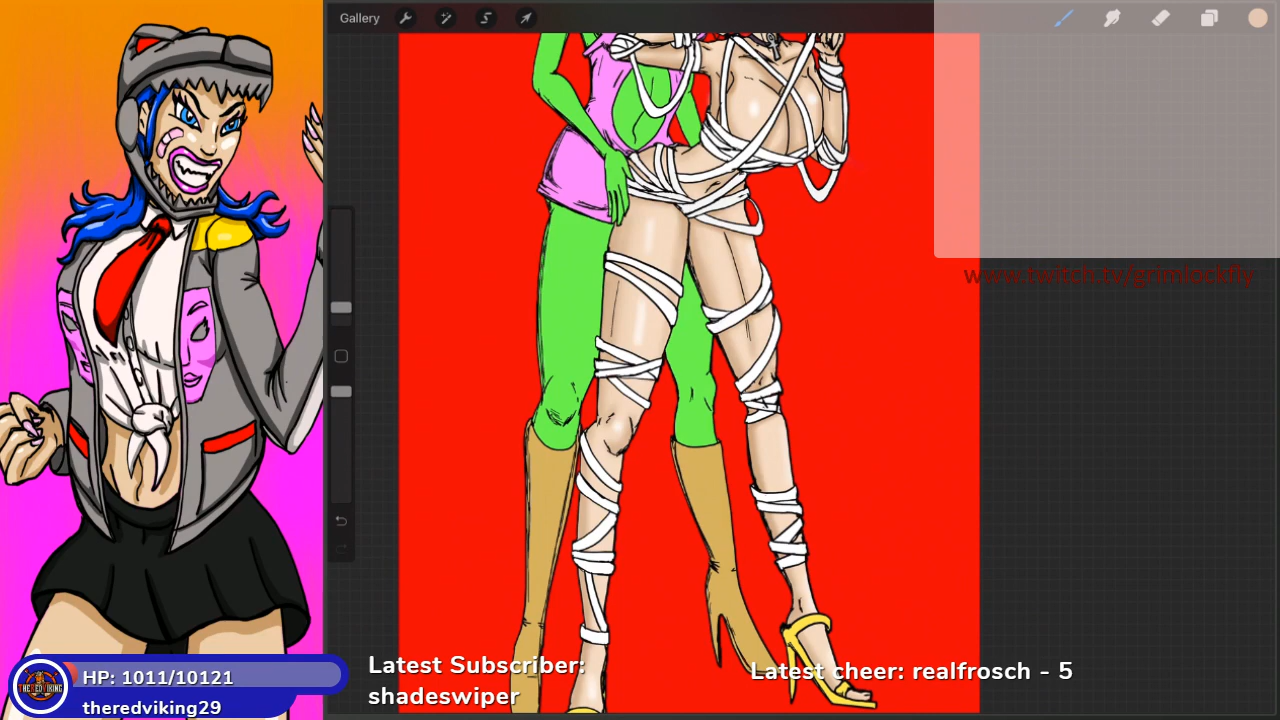 Gallery
www.twitch.tv/grimlockfly
HP: 1011/10121
theredviking29
Latest Subscriber:
shadeswiper
Latest cheer: realfrosch - 5